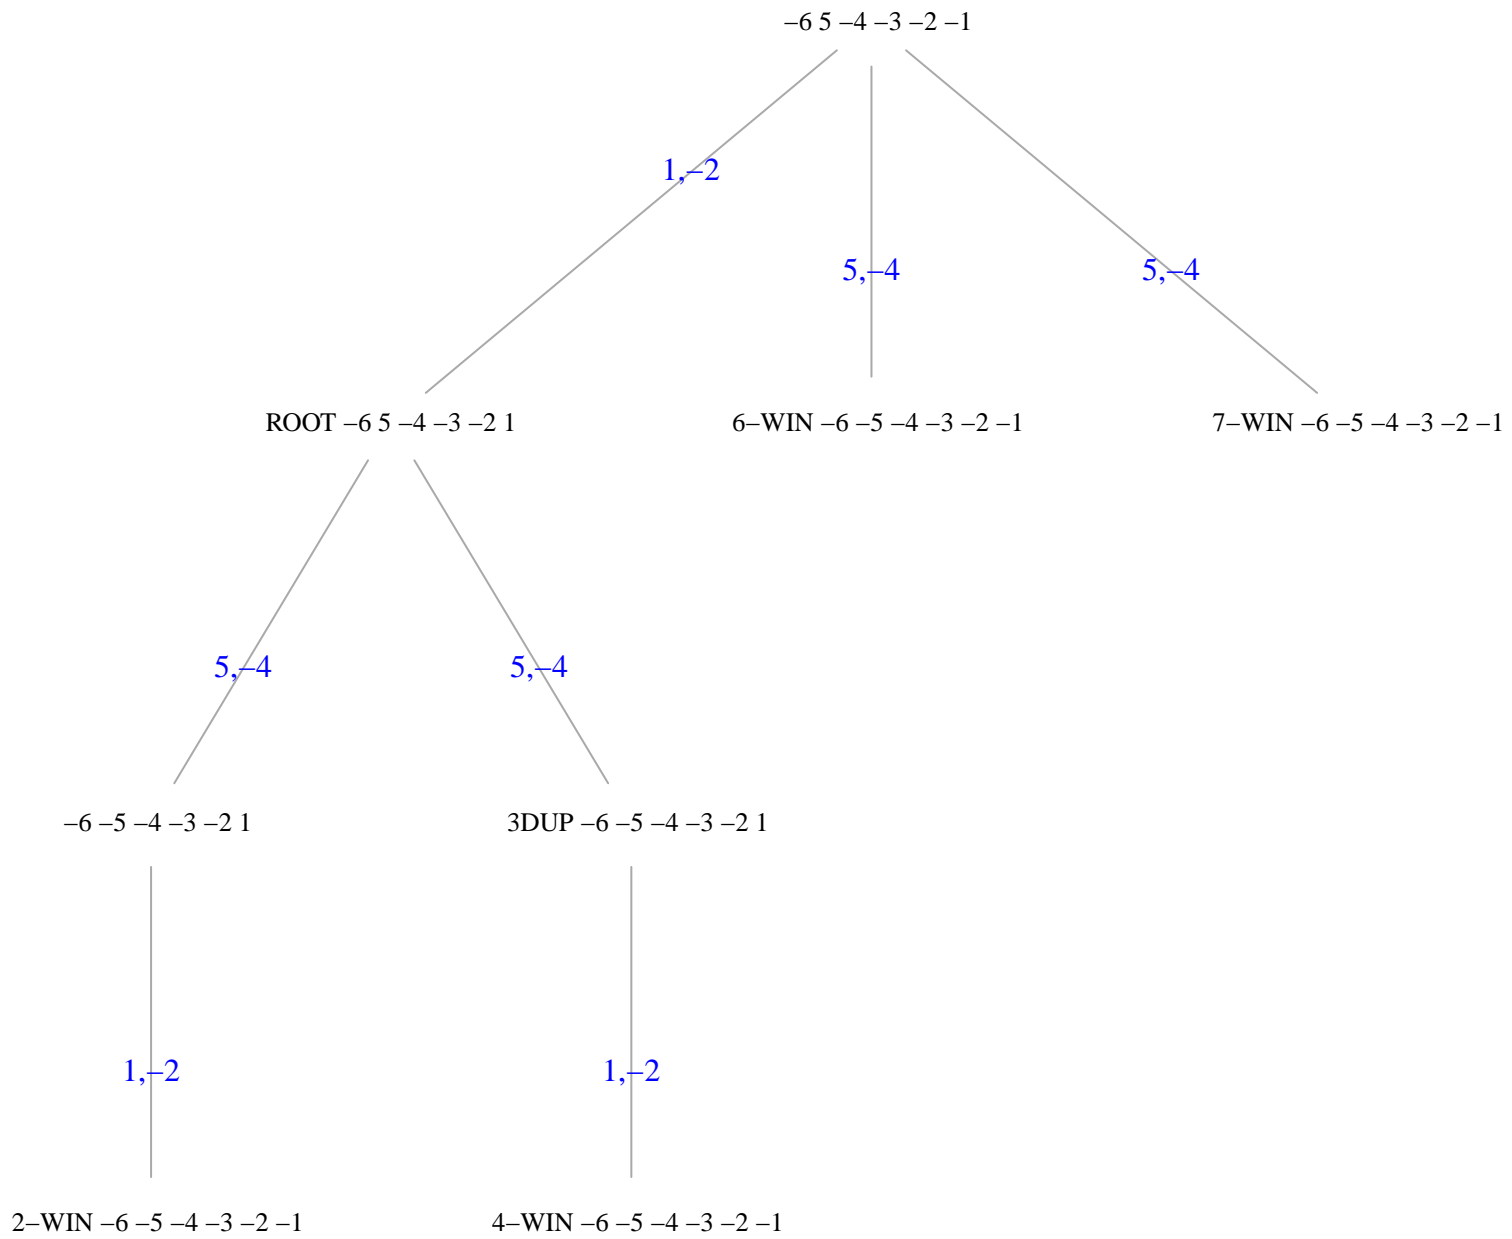 –6 5 –4 –3 –2 –1
1,–2
5,–4
5,–4
ROOT –6 5 –4 –3 –2 1
6–WIN –6 –5 –4 –3 –2 –1
7–WIN –6 –5 –4 –3 –2 –1
5,–4
5,–4
–6 –5 –4 –3 –2 1
3DUP –6 –5 –4 –3 –2 1
1,–2
1,–2
2–WIN –6 –5 –4 –3 –2 –1
4–WIN –6 –5 –4 –3 –2 –1